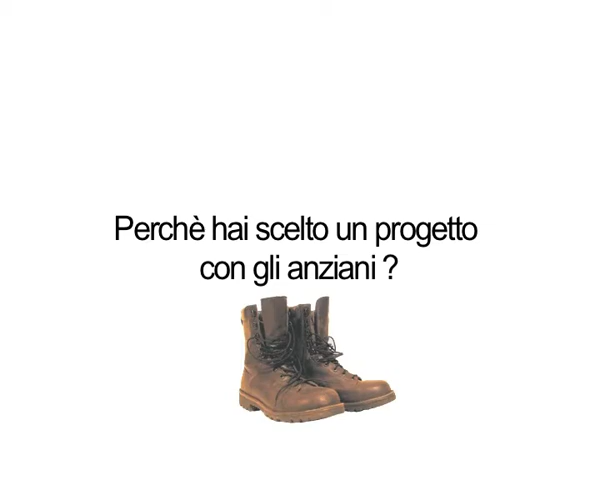 Perchè hai scelto un progetto
con gli anziani ?